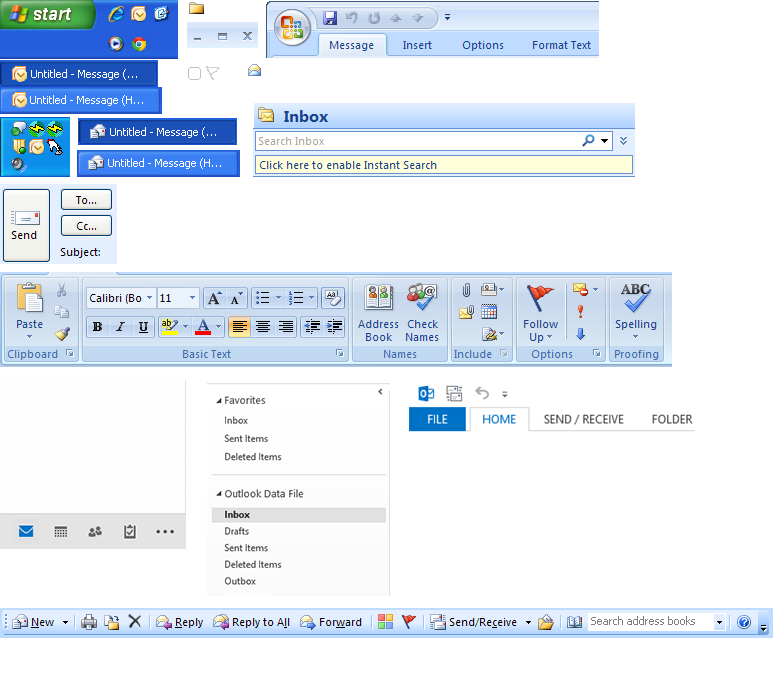 start
Untitled - Message (...
Untitled - Message (H...
Message Insert Options Format Text
Inbox
Search Inbox
Click here to enable Instant Search
Untitled - Message (...
Untitled - Message (H...
Send
To...
Cc...
Subject:
Calibri (Bo 11
Paste
B I U ab A
Address Book
Check Names
Follow Up
ABC
Spelling
Clipboard Basic Text Names Include Options Proofing
Favorites
Inbox
Sent Items
Deleted Items
Outlook Data File
Inbox
Drafts
Sent Items
Deleted Items
Outbox
FILE HOME SEND / RECEIVE FOLDER
New Reply Reply to All Forward Send/Receive Search address books